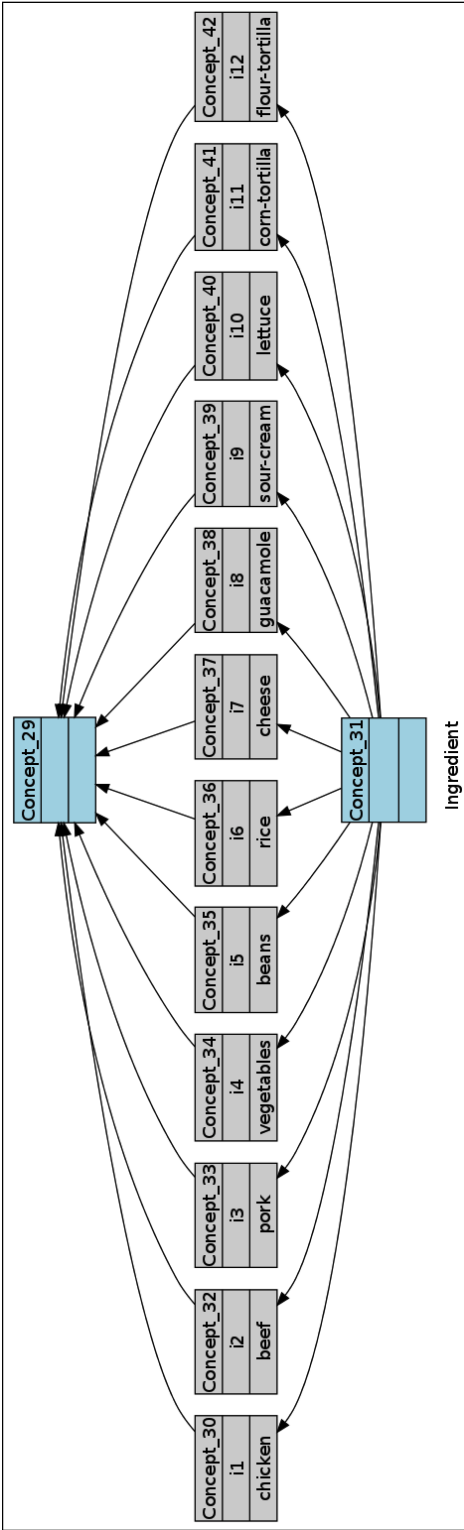 Concept_29
Concept_30
i1
chicken
Concept_32
i2
beef
Concept_33
i3
pork
Concept_34
i4
vegetables
Concept_35
i5
beans
Concept_36
i6
rice
Concept_37
i7
cheese
Concept_38
i8
guacamole
Concept_39
i9
sour-cream
Concept_40
i10
lettuce
Concept_41
i11
corn-tortilla
Concept_42
i12
flour-tortilla
Concept_31
Ingredient